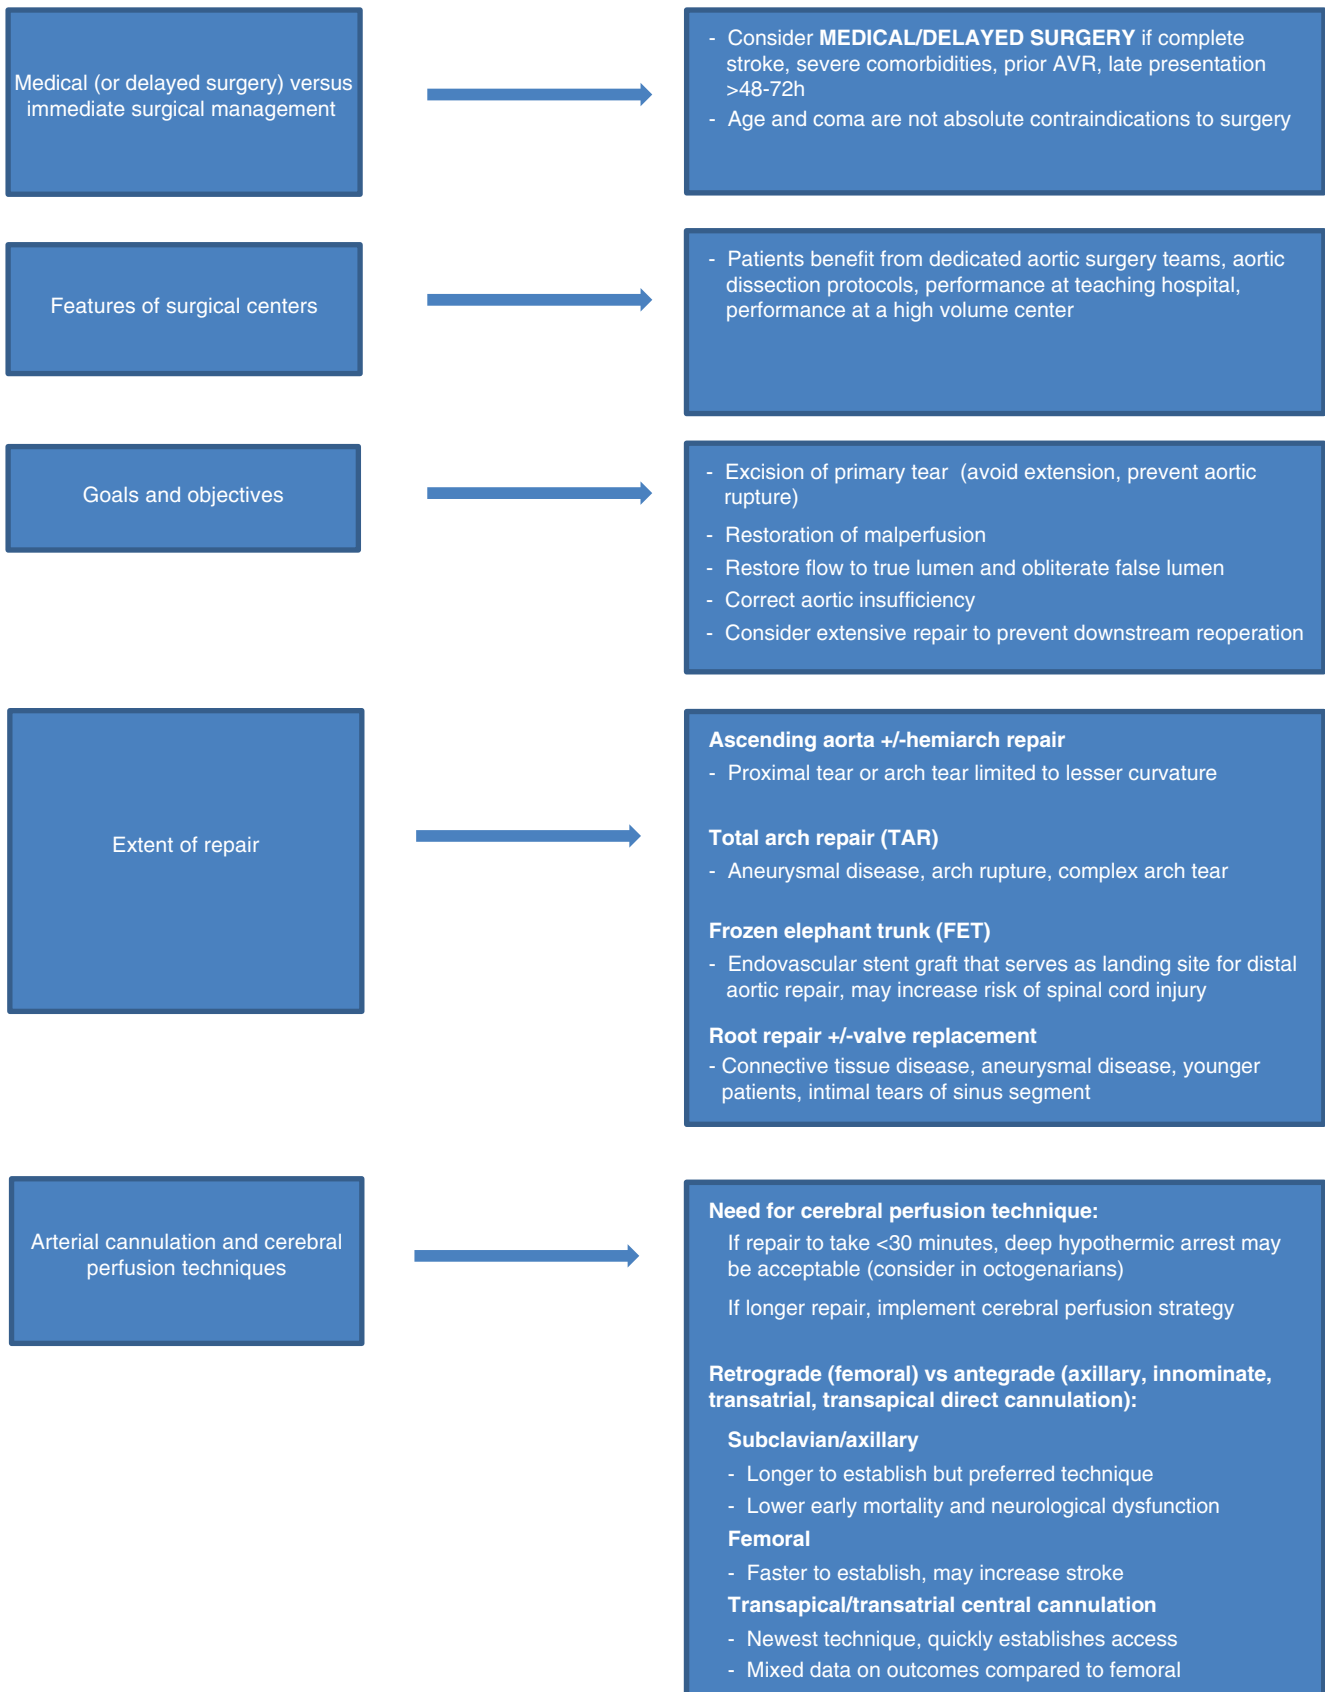 Medical (or delayed surgery) versus
immediate surgical management
- Consider MEDICAL/DELAYED SURGERY if complete
stroke, severe comorbidities, prior AVR, late presentation
>48-72h
- Age and coma are not absolute contraindications to surgery
Features of surgical centers
- Patients benefit from dedicated aortic surgery teams, aortic
dissection protocols, performance at teaching hospital,
performance at a high volume center
Goals and objectives
- Excision of primary tear (avoid extension, prevent aortic
rupture)
- Restoration of malperfusion
- Restore flow to true lumen and obliterate false lumen
- Correct aortic insufficiency
- Consider extensive repair to prevent downstream reoperation
Extent of repair
Ascending aorta +/-hemiarch repair
- Proximal tear or arch tear limited to lesser curvature
Total arch repair (TAR)
- Aneurysmal disease, arch rupture, complex arch tear
Frozen elephant trunk (FET)
- Endovascular stent graft that serves as landing site for distal
aortic repair, may increase risk of spinal cord injury
Root repair +/-valve replacement
- Connective tissue disease, aneurysmal disease, younger
patients, intimal tears of sinus segment
Arterial cannulation and cerebral
perfusion techniques
Need for cerebral perfusion technique:
If repair to take <30 minutes, deep hypothermic arrest may
be acceptable (consider in octogenarians)
If longer repair, implement cerebral perfusion strategy
Retrograde (femoral) vs antegrade (axillary, innominate,
transatrial, transapical direct cannulation):
Subclavian/axillary
- Longer to establish but preferred technique
- Lower early mortality and neurological dysfunction
Femoral
- Faster to establish, may increase stroke
Transapical/transatrial central cannulation
- Newest technique, quickly establishes access
- Mixed data on outcomes compared to femoral